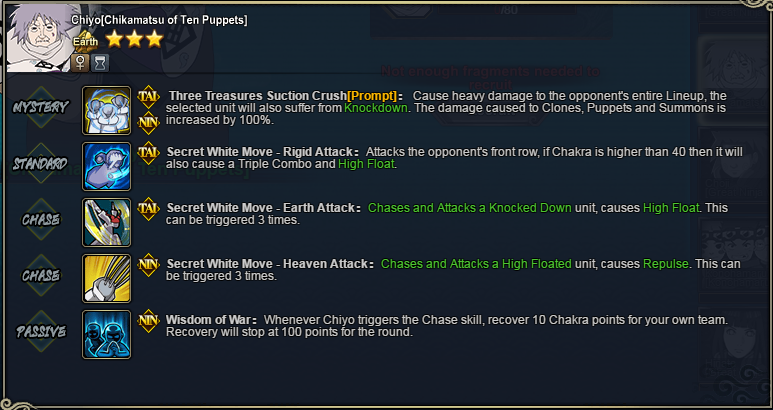 Chiyo[Chikamatsu of Ten Puppets]
Earth
MYSTERY
TAI
NIN
Three Treasures Suction Crush[Prompt]: Cause heavy damage to the opponent's entire Lineup, the
selected unit will also suffer from Knockdown. The damage caused to Clones, Puppets and Summons is
increased by 100%.
STANDARD
TAI
Secret White Move - Rigid Attack: Attacks the opponent's front row, if Chakra is higher than 40 then it will
also cause a Triple Combo and High Float.
CHASE
TAI
Secret White Move - Earth Attack: Chases and Attacks a Knocked Down unit, causes High Float. This
can be triggered 3 times.
CHASE
NIN
Secret White Move - Heaven Attack: Chases and Attacks a High Floated unit, causes Repulse. This can
be triggered 3 times.
PASSIVE
NIN
Wisdom of War: Whenever Chiyo triggers the Chase skill, recover 10 Chakra points for your own team.
Recovery will stop at 100 points for the round.